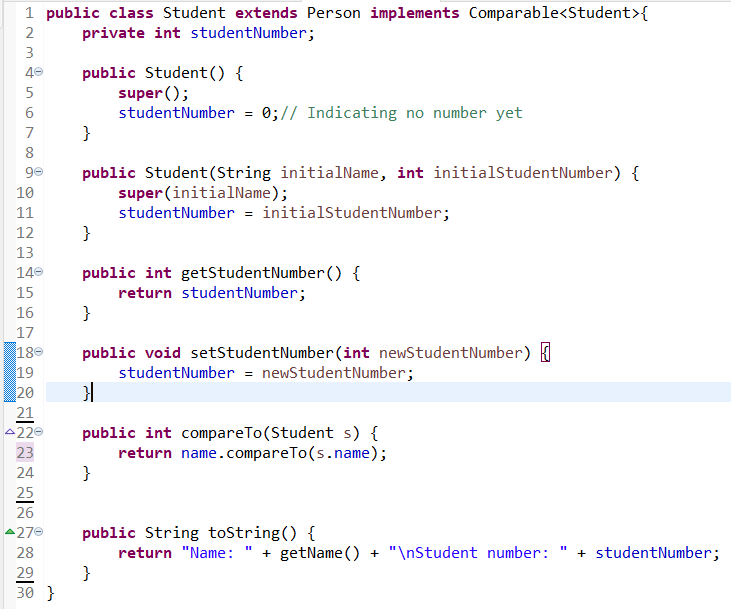 1 public class Student extends Person implements Comparable<Student>{
2     private int studentNumber;
3
4     public Student() {
5         super();
6         studentNumber = 0;// Indicating no number yet
7     }
8
9     public Student(String initialName, int initialStudentNumber) {
10         super(initialName);
11         studentNumber = initialStudentNumber;
12     }
13
14     public int getStudentNumber() {
15         return studentNumber;
16     }
17
18     public void setStudentNumber(int newStudentNumber) {
19         studentNumber = newStudentNumber;
20     }
21
22     public int compareTo(Student s) {
23         return name.compareTo(s.name);
24     }
25
26
27     public String toString() {
28         return "Name: " + getName() + "\nStudent number: " + studentNumber;
29     }
30 }